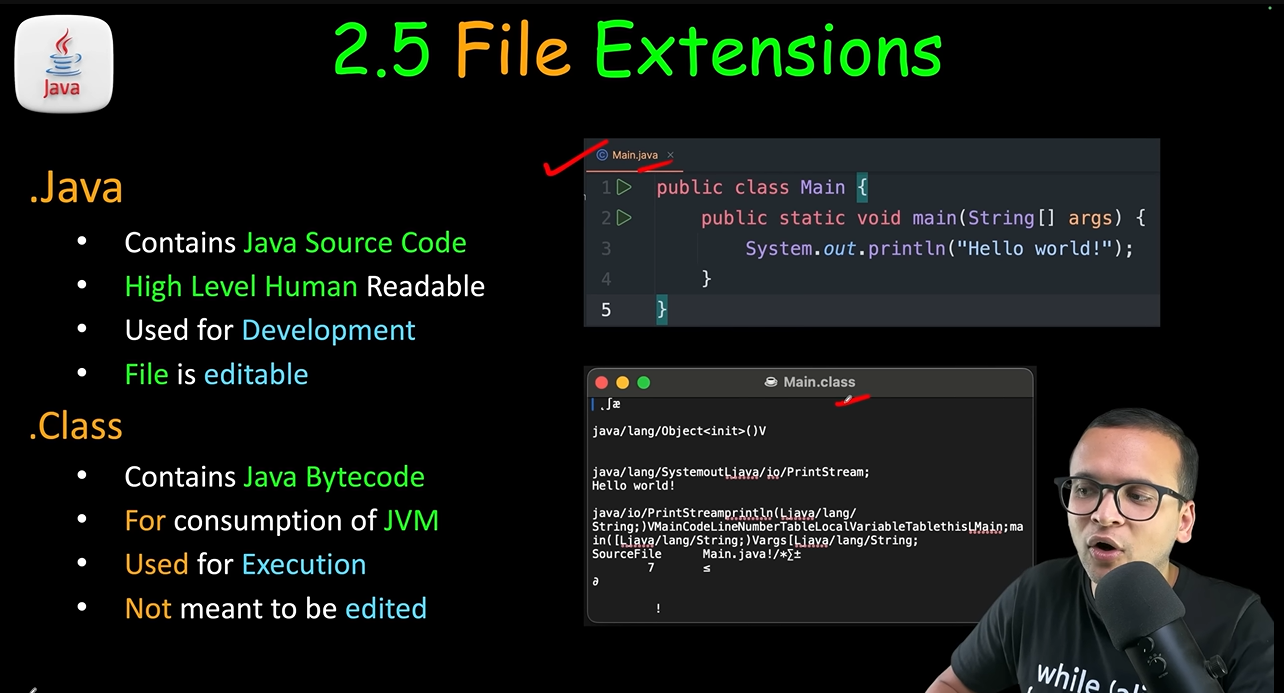 Java
2.5 File Extensions
.Java
• Contains Java Source Code
• High Level Human Readable
• Used for Development
• File is editable
.Class
• Contains Java Bytecode
• For consumption of JVM
• Used for Execution
• Not meant to be edited
Main.java
1 public class Main {
2 public static void main(String[] args) {
3 System.out.println("Hello world!");
4 }
5 }
Main.class
java/lang/Object<init>()V
java/lang/SystemoutLjava/io/PrintStream;
Hello world!
java/io/PrintStreamprintln(Ljava/lang/
String;)VMainCodeLineNumberTableLocalVariableTablethisLMain;ma
in([Ljava/lang/String;)Vargs[Ljava/lang/String;
SourceFile Main.java!/*∑±
7 ≤
∂
!
while